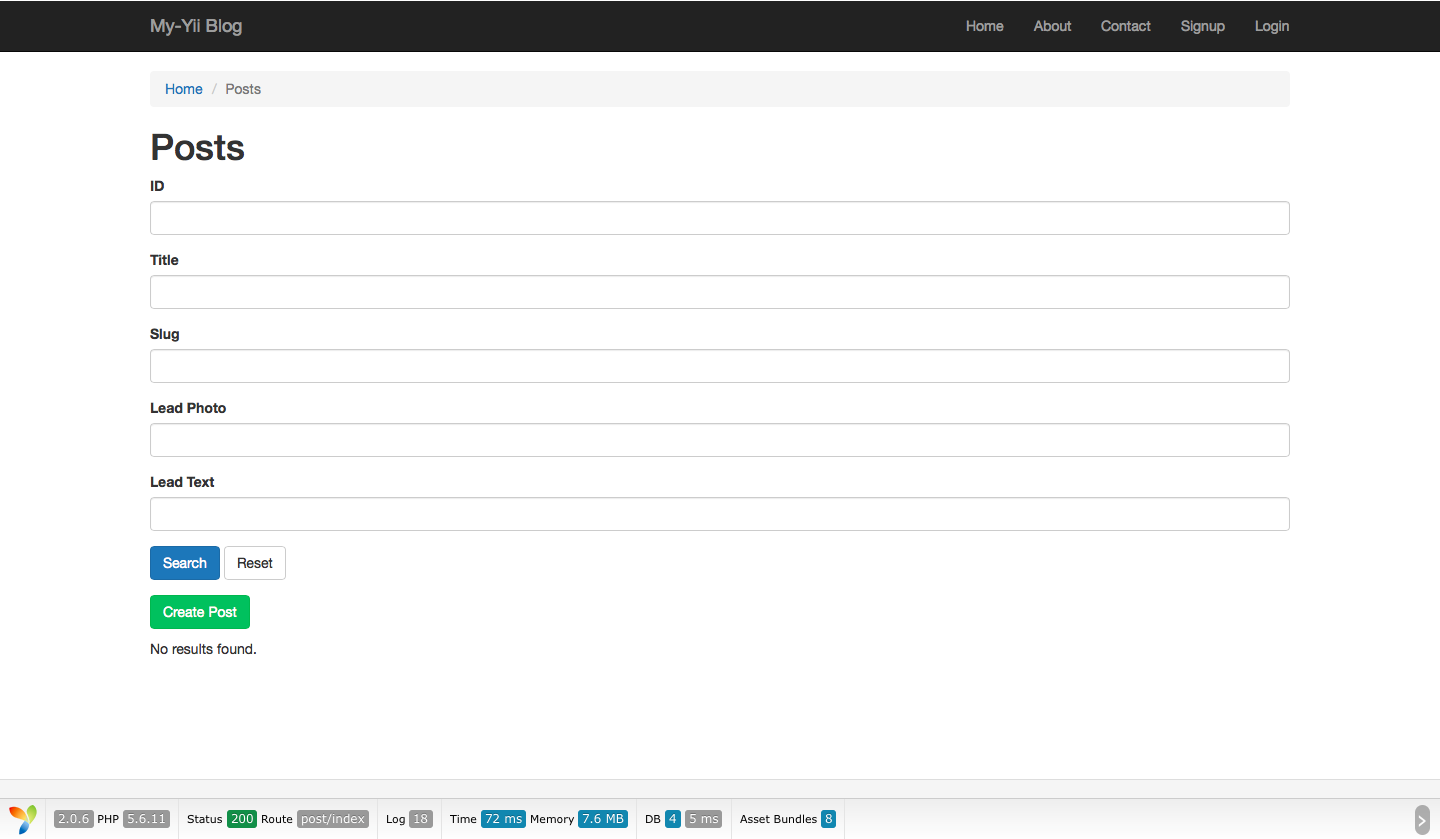 My-Yii Blog Home About Contact Signup Login
Home / Posts
Posts
ID
Title
Slug
Lead Photo
Lead Text
Search Reset
Create Post
No results found.
2.0.6 PHP 5.6.11 Status 200 Route post/index Log 18 Time 72 ms Memory 7.6 MB DB 4 5 ms Asset Bundles 8